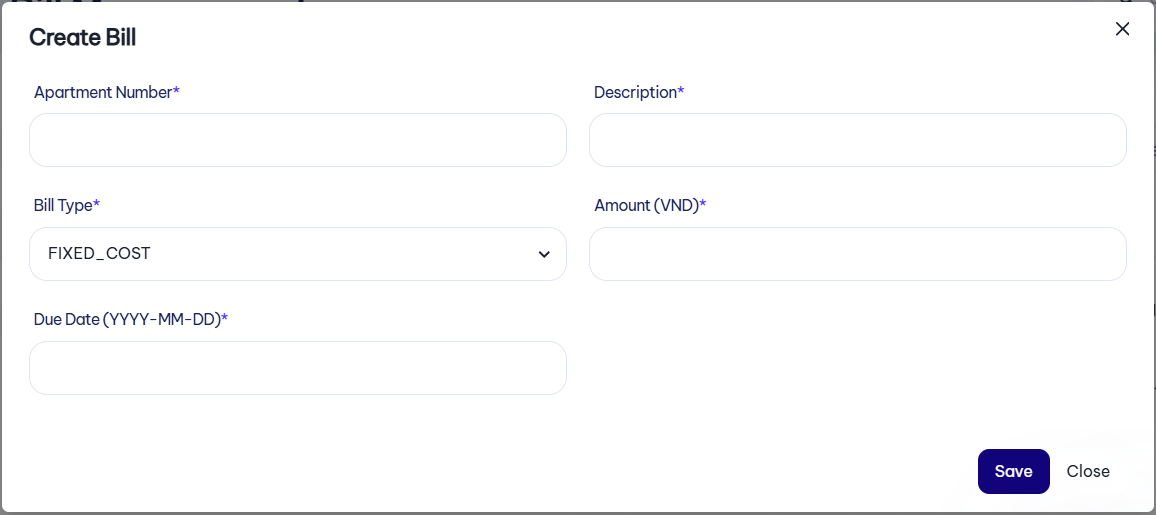 Create Bill
Apartment Number*
Description*
Bill Type*
Amount (VND)*
FIXED_COST
Due Date (YYYY-MM-DD)*
Save
Close